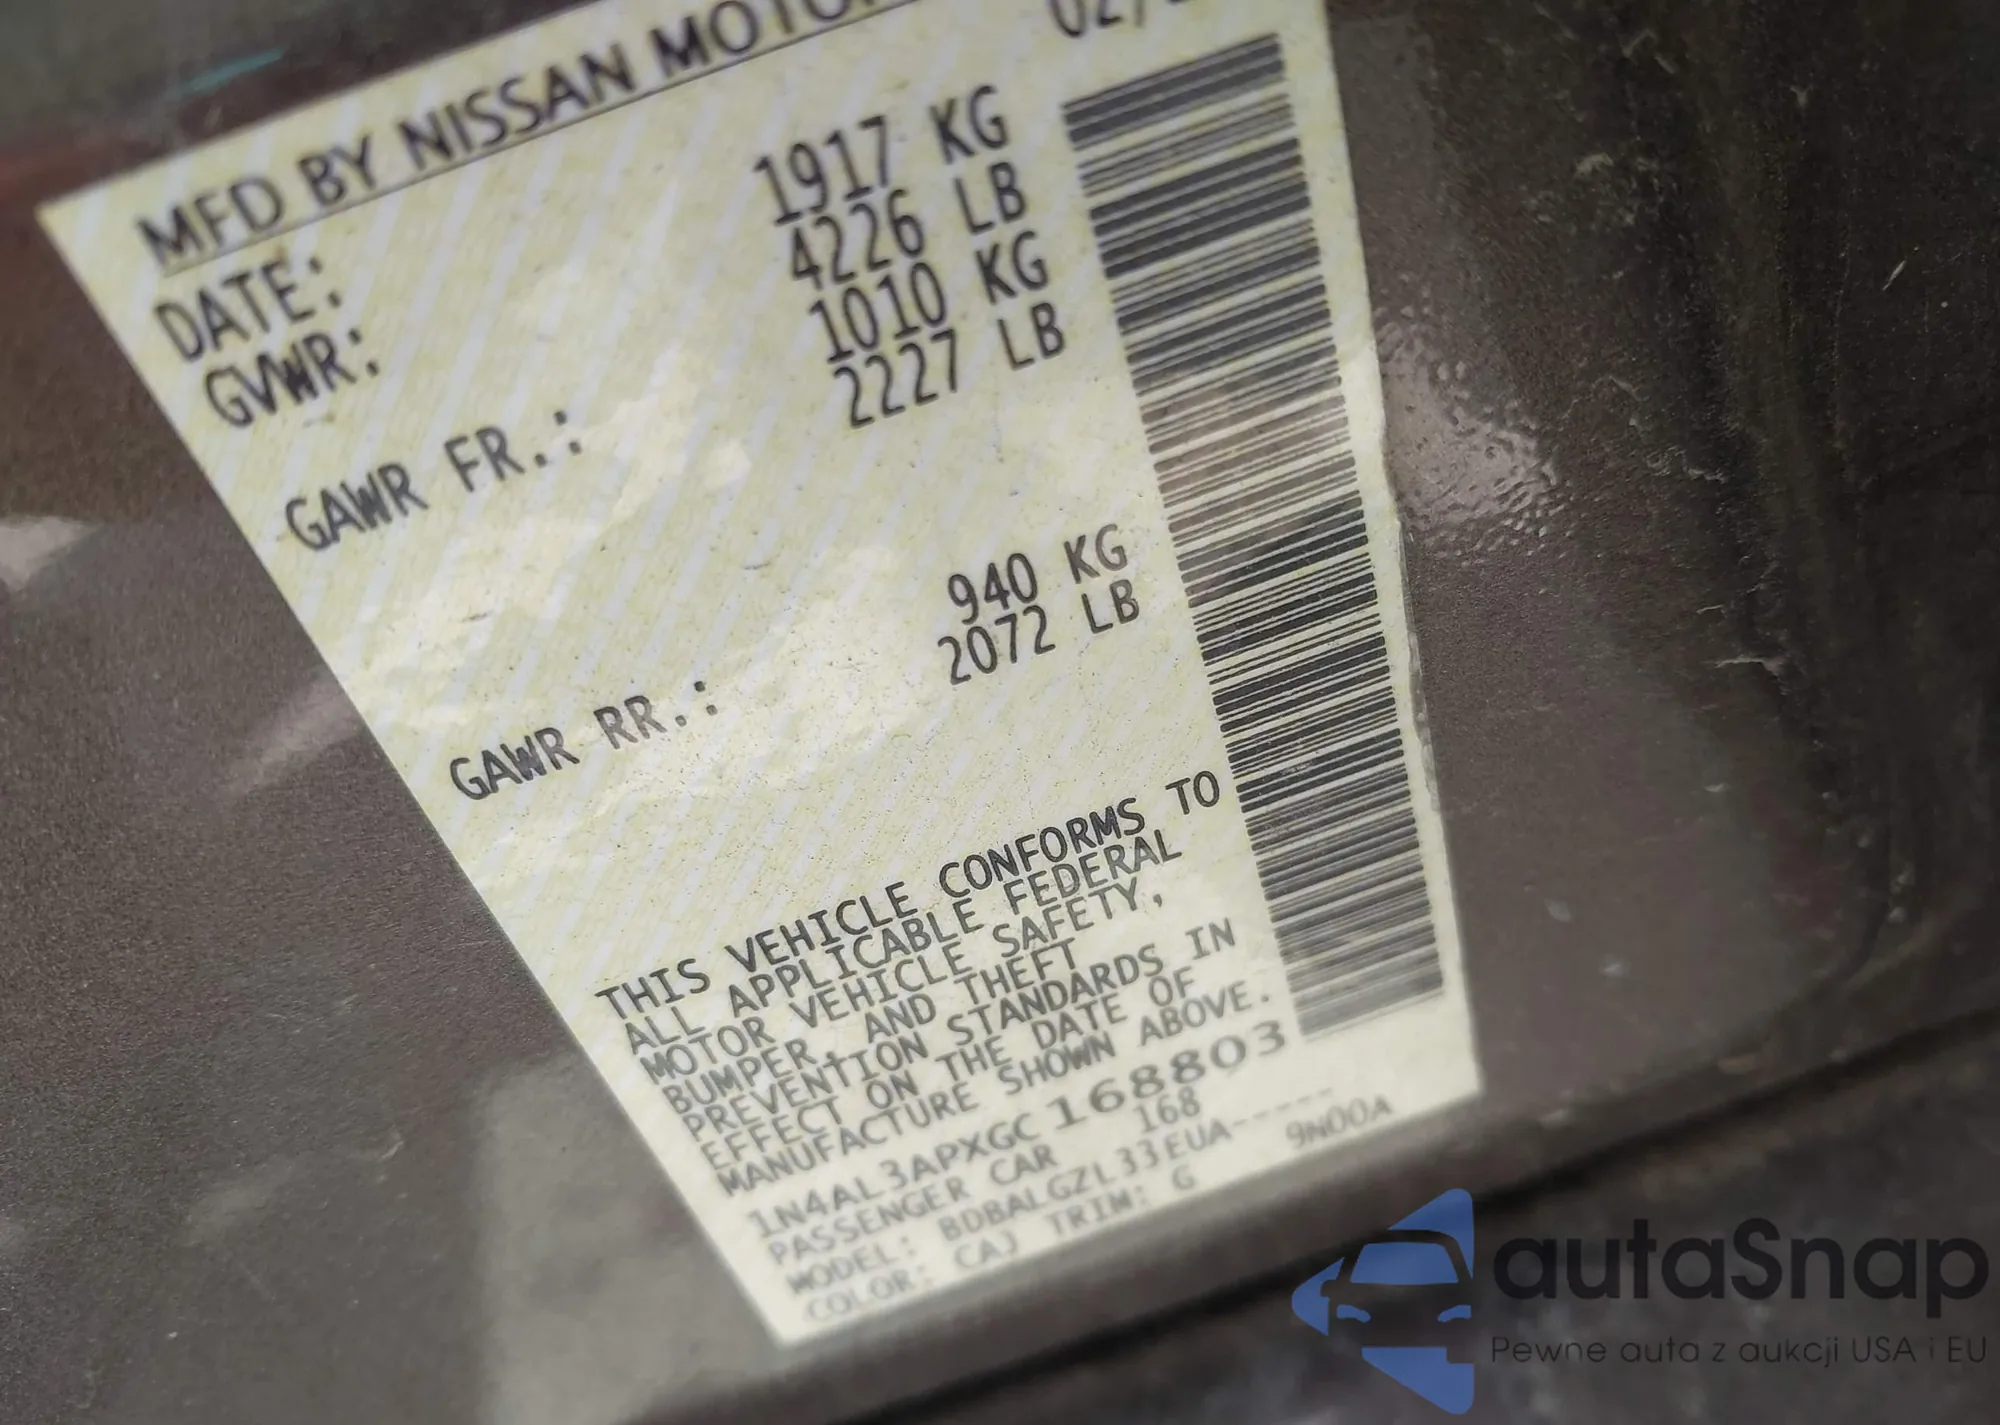 MFD BY NISSAN
DATE:
GVWR: 1917 KG
4226 LB
GAWR FR.: 1010 KG
2227 LB
GAWR RR.: 940 KG
2072 LB
THIS VEHICLE CONFORMS TO
ALL APPLICABLE FEDERAL
MOTOR VEHICLE SAFETY,
BUMPER, AND THEFT
PREVENTION STANDARDS IN
EFFECT ON THE DATE OF
MANUFACTURE SHOWN ABOVE.
1N4AL3APXGC168803
PASSENGER CAR 168
MODEL: BDBALGZL33EUA-----
COLOR: CAJ TRIM: G 9N00A
autaSnap
Pewne auta z aukcji USA i EU